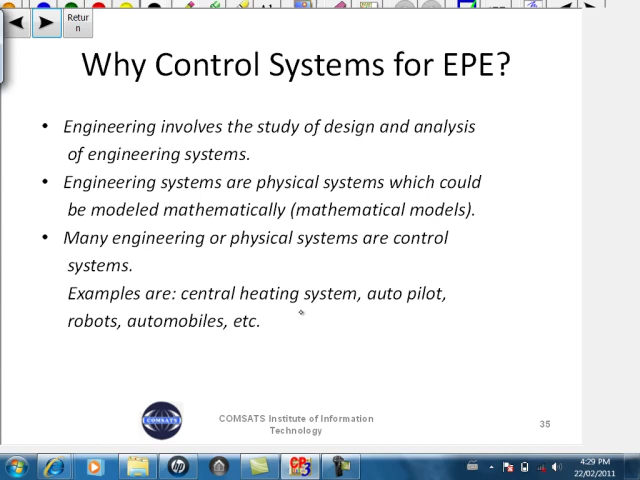 Retur
n
Why Control Systems for EPE?
• Engineering involves the study of design and analysis
of engineering systems.
• Engineering systems are physical systems which could
be modeled mathematically (mathematical models).
• Many engineering or physical systems are control
systems.
Examples are: central heating system, auto pilot,
robots, automobiles, etc.
COMSATS
COMSATS Institute of Information
Technology
35
4:29 PM
22/02/2011